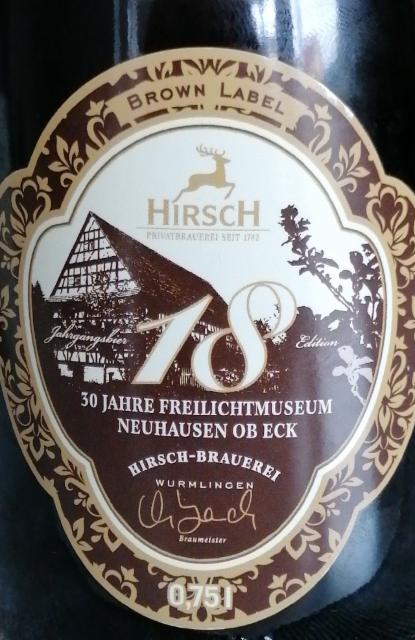 BROWN LABEL
HIRSCH
PRIVATBRAUEREI SEIT 1782
18
Jahrgangsbier Edition
30 JAHRE FREILICHTMUSEUM
NEUHAUSEN OB ECK
HIRSCH-BRAUEREI
WURMLINGEN
Braumeister
0,75 l